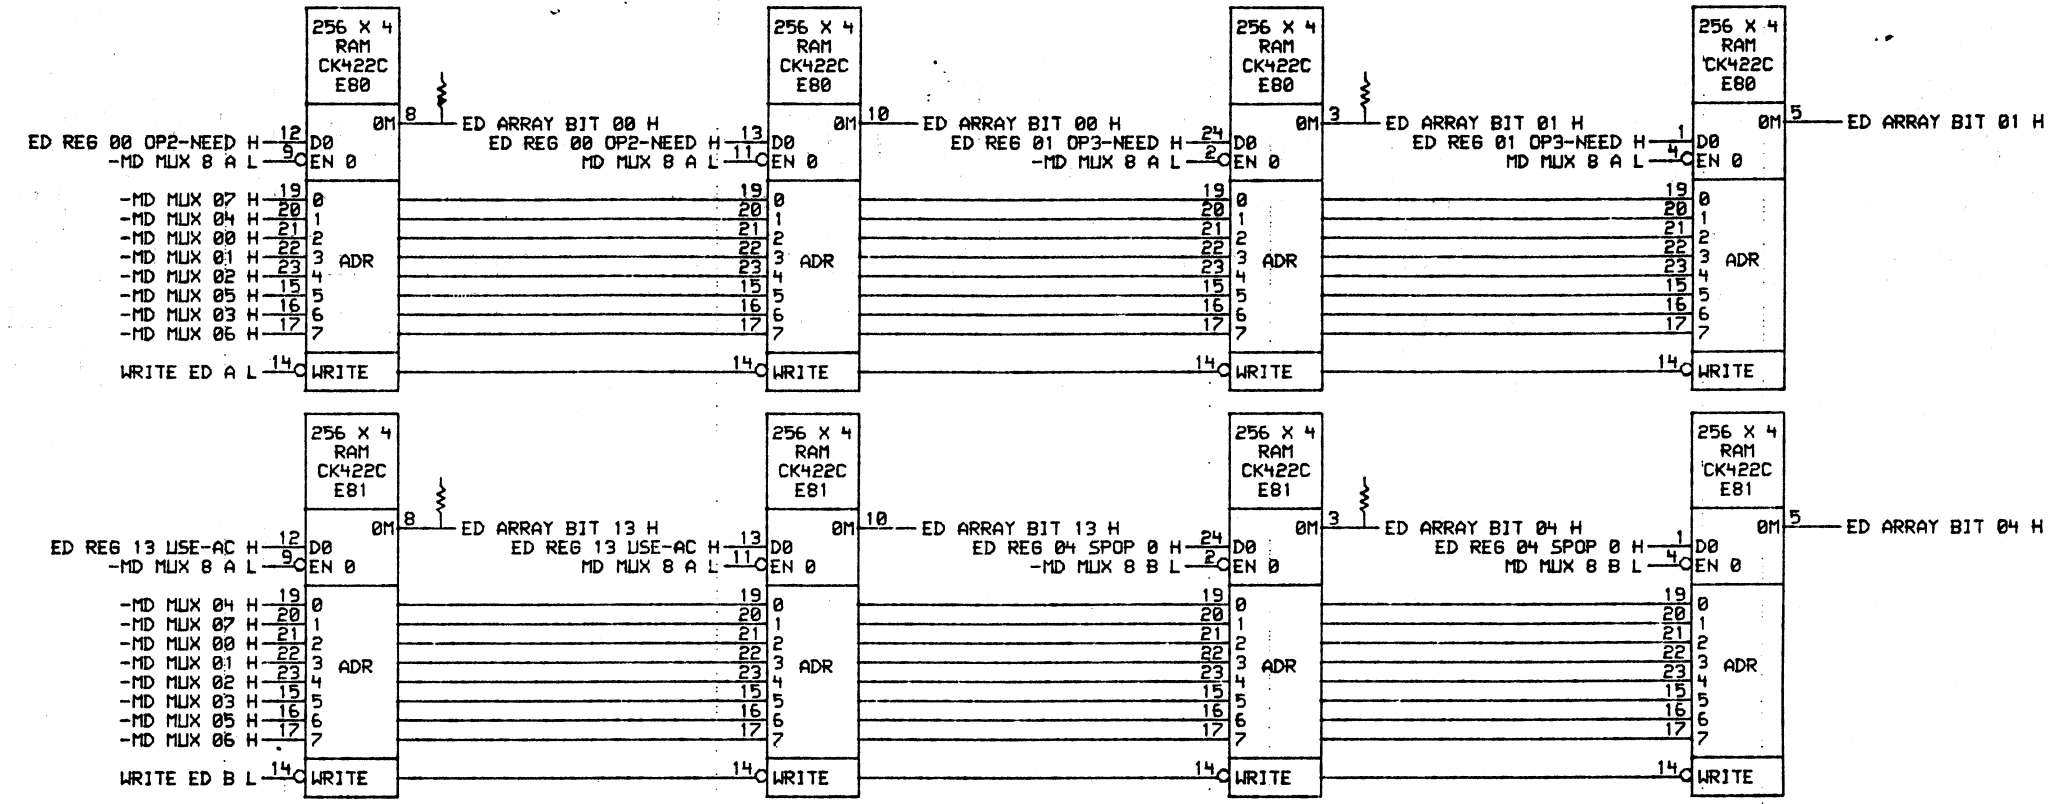 256 X 4 256 X 4 256 X 4 256 X 4
RAM RAM RAM RAM
CK422C CK422C CK422C CK422C
E80 E80 E80 E80
0M 8 ED ARRAY BIT 00 H 0M 10 ED ARRAY BIT 00 H 0M 3 ED ARRAY BIT 01 H 0M 5 ED ARRAY BIT 01 H
ED REG 00 OP2-NEED H 12 D0 ED REG 00 OP2-NEED H 13 D0 ED REG 01 OP3-NEED H 24 D0 ED REG 01 OP3-NEED H 1 D0
-MD MUX 8 A L 9 EN 0 MD MUX 8 A L 11 EN 0 -MD MUX 8 A L 2 EN 0 MD MUX 8 A L 4 EN 0
-MD MUX 07 H 19 0 19 0 19 0 19 0
-MD MUX 04 H 20 1 20 1 20 1 20 1
-MD MUX 00 H 21 2 21 2 21 2 21 2
-MD MUX 01 H 22 3 ADR 22 3 ADR 22 3 ADR 22 3 ADR
-MD MUX 02 H 23 4 23 4 23 4 23 4
-MD MUX 05 H 15 5 15 5 15 5 15 5
-MD MUX 03 H 16 6 16 6 16 6 16 6
-MD MUX 06 H 17 7 17 7 17 7 17 7
WRITE ED A L 14 WRITE 14 WRITE 14 WRITE 14 WRITE
256 X 4 256 X 4 256 X 4 256 X 4
RAM RAM RAM RAM
CK422C CK422C CK422C CK422C
E81 E81 E81 E81
0M 8 ED ARRAY BIT 13 H 0M 10 ED ARRAY BIT 13 H 0M 3 ED ARRAY BIT 04 H 0M 5 ED ARRAY BIT 04 H
ED REG 13 USE-AC H 12 D0 ED REG 13 USE-AC H 13 D0 ED REG 04 SPOP 0 H 24 D0 ED REG 04 SPOP 0 H 1 D0
-MD MUX 8 A L 9 EN 0 MD MUX 8 A L 11 EN 0 -MD MUX 8 B L 2 EN 0 MD MUX 8 B L 4 EN 0
-MD MUX 04 H 19 0 19 0 19 0 19 0
-MD MUX 07 H 20 1 20 1 20 1 20 1
-MD MUX 00 H 21 2 21 2 21 2 21 2
-MD MUX 01 H 22 3 ADR 22 3 ADR 22 3 ADR 22 3 ADR
-MD MUX 02 H 23 4 23 4 23 4 23 4
-MD MUX 03 H 15 5 15 5 15 5 15 5
-MD MUX 05 H 16 6 16 6 16 6 16 6
-MD MUX 06 H 17 7 17 7 17 7 17 7
WRITE ED B L 14 WRITE 14 WRITE 14 WRITE 14 WRITE